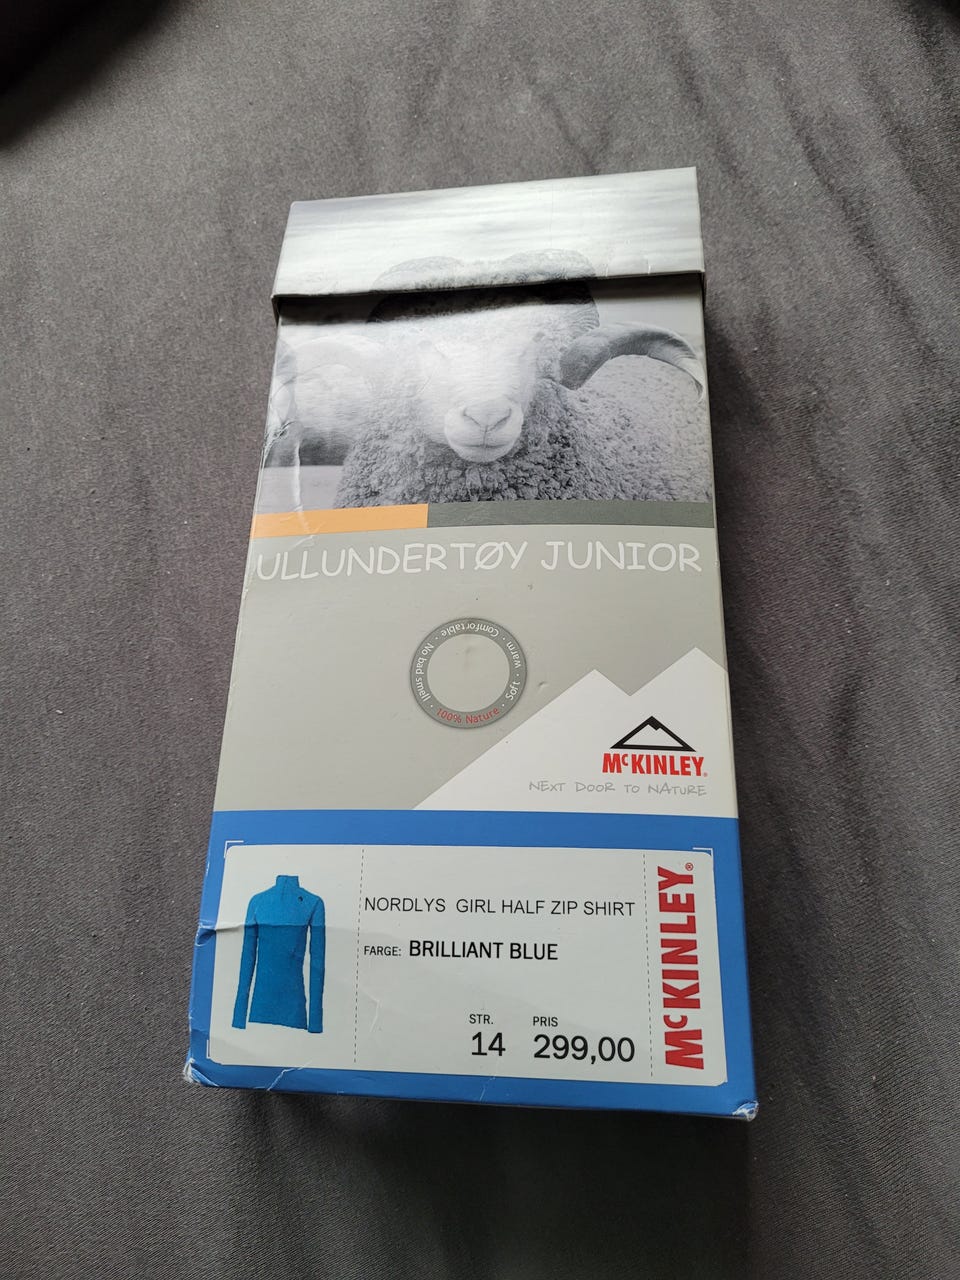 ULLUNDERTØY JUNIOR
Comfortable · Soft warm · 100% Nature · No bad smell ·
McKINLEY®
NEXT DOOR TO NATURE
NORDLYS GIRL HALF ZIP SHIRT
FARGE: BRILLIANT BLUE
STR. PRIS
14 299,00
McKINLEY®